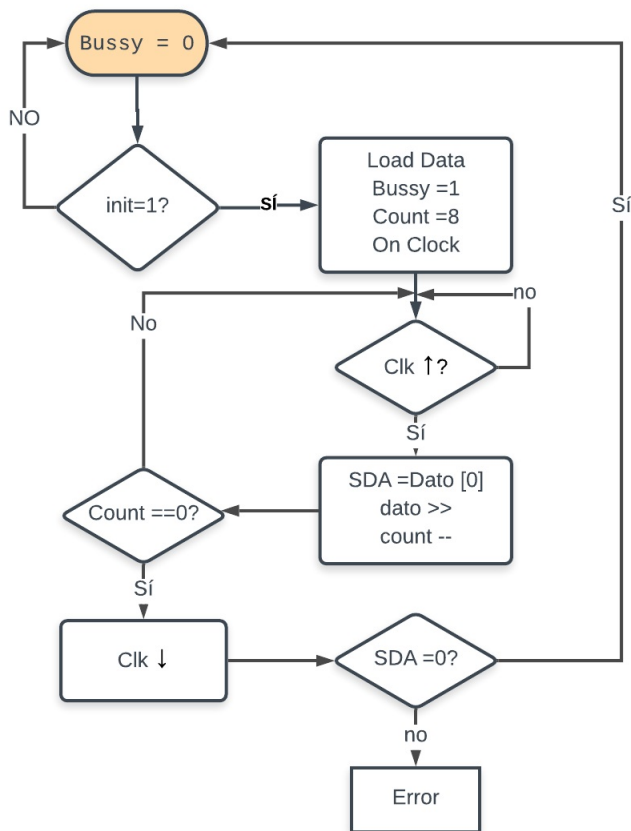 Bussy = 0
NO
init=1?
sí
Load Data
Bussy =1
Count =8
On Clock
Sí
no
No
Clk ↑?
Sí
SDA =Dato [0]
dato >>
count --
Count ==0?
Sí
Clk ↓
SDA =0?
no
Error